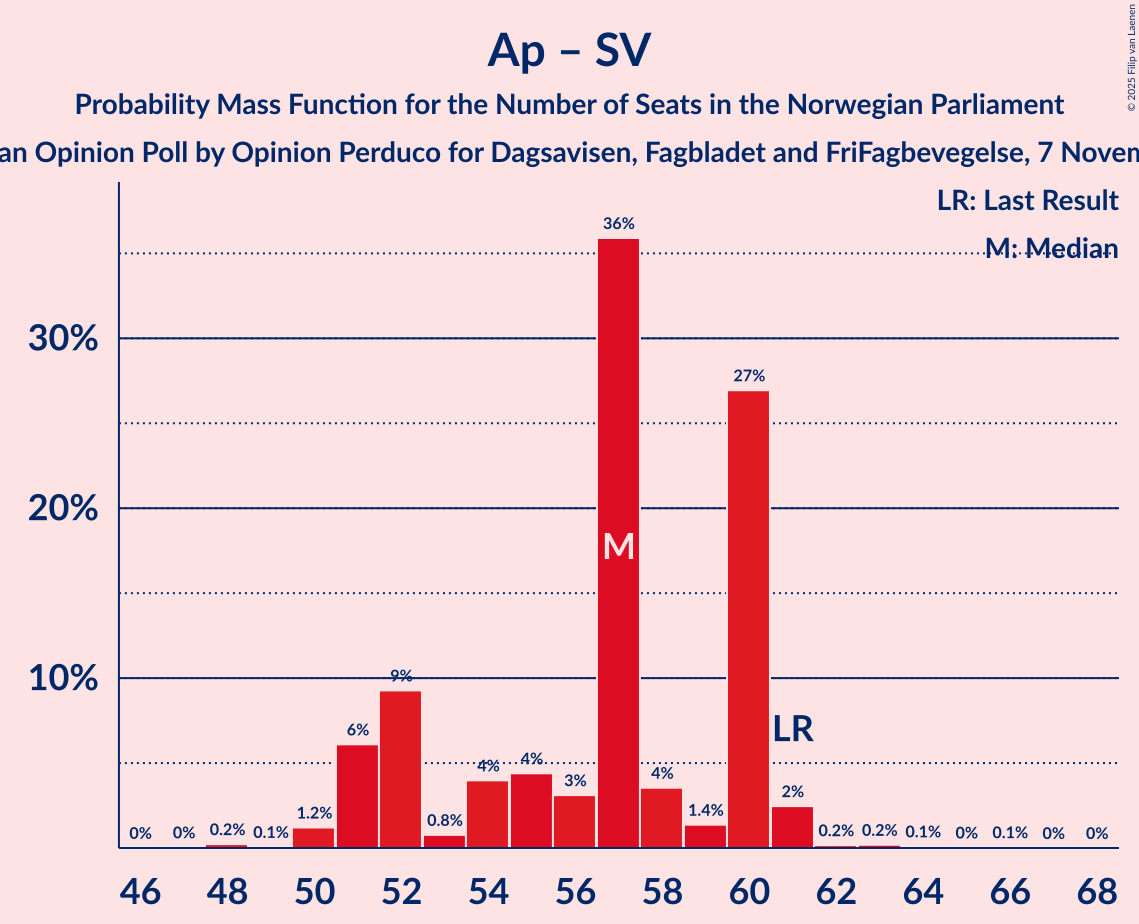 Ap – SV
Probability Mass Function for the Number of Seats in the Norwegian Parliament
an Opinion Poll by Opinion Perduco for Dagsavisen, Fagbladet and FriFagbevegelse, 7 Novem
© 2025 Filip van Laenen
LR: Last Result
M: Median
30%
20%
10%
0% 0% 0.2% 0.1% 1.2% 6% 9% 0.8% 4% 4% 3% 36% 4% 1.4% 27% 2% 0.2% 0.2% 0.1% 0% 0.1% 0% 0%
M
LR
46 48 50 52 54 56 58 60 62 64 66 68